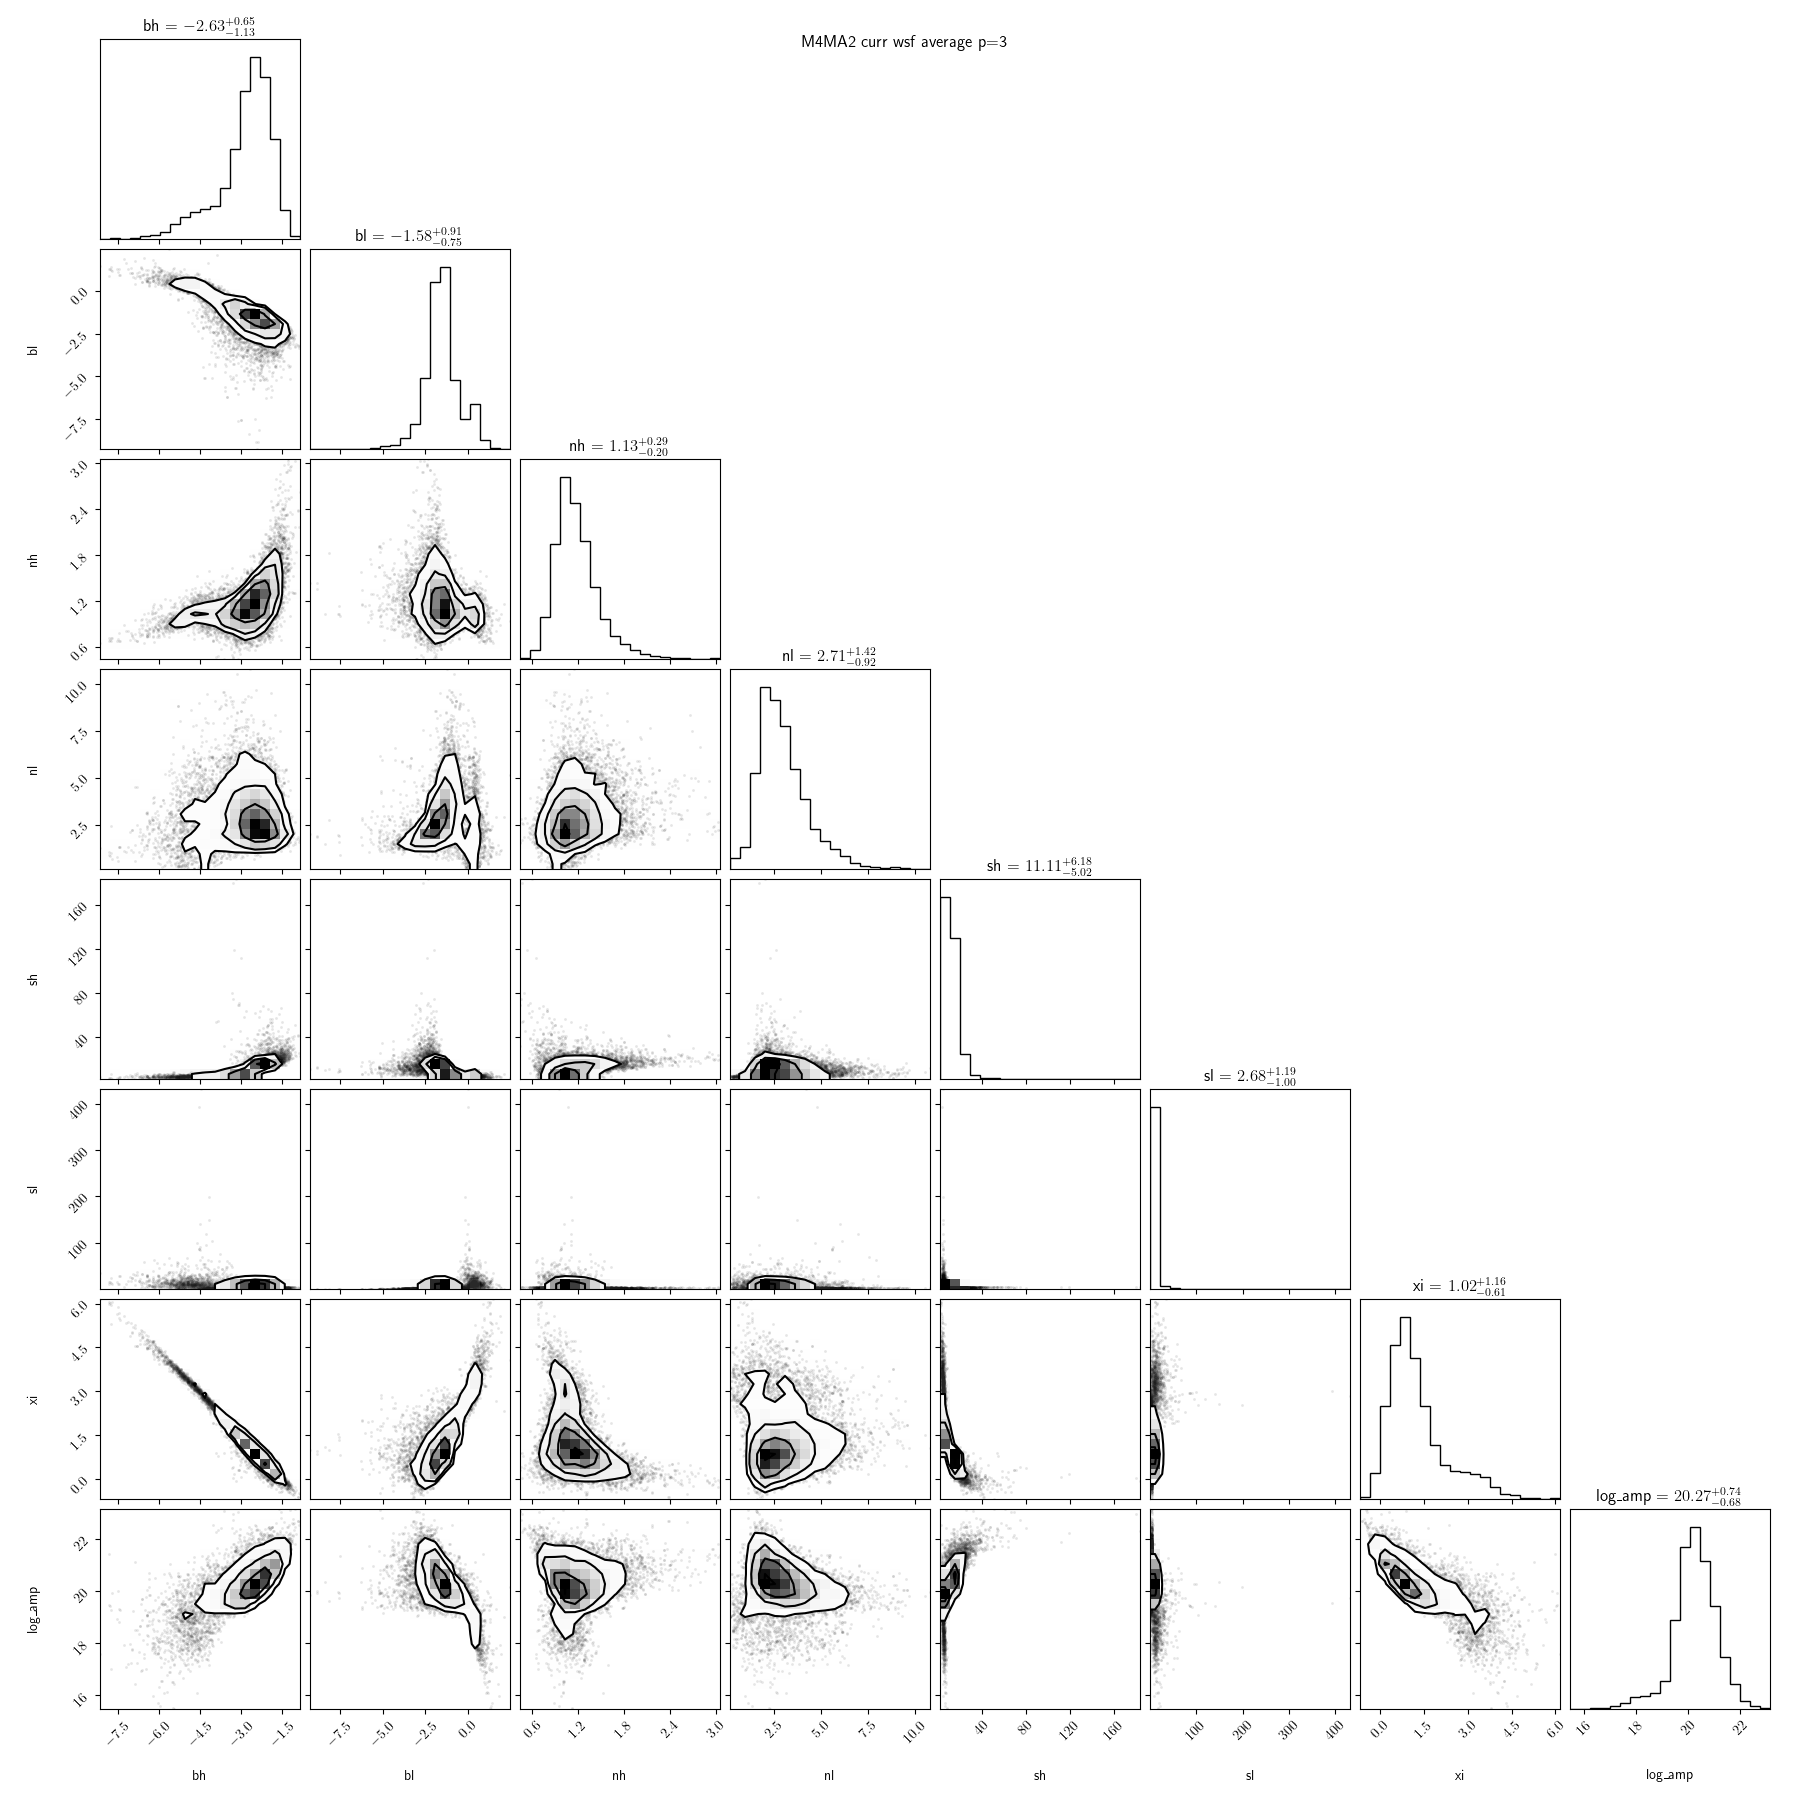 bh = −2.63+0.65−1.13
M4MA2 curr wsf average p=3
bl = −1.58+0.91−0.75
0.0
−2.5
−5.0
−7.5
bl
nh = 1.13+0.29−0.20
3.0
2.4
1.8
1.2
0.6
nh
nl = 2.71+1.42−0.92
10.0
7.5
5.0
2.5
nl
sh = 11.11+6.18−5.02
160
120
80
40
sh
sl = 2.68+1.19−1.00
400
300
200
100
sl
xi = 1.02+1.16−0.61
6.0
4.5
3.0
1.5
0.0
xi
log_amp = 20.27+0.74−0.68
22
20
18
16
log_amp
−7.5 −6.0 −4.5 −3.0 −1.5 −7.5 −5.0 −2.5 0.0 0.6 1.2 1.8 2.4 3.0 2.5 5.0 7.5 10.0 40 80 120 160 100 200 300 400 0.0 1.5 3.0 4.5 6.0 16 18 20 22
bh bl nh nl sh sl xi log_amp